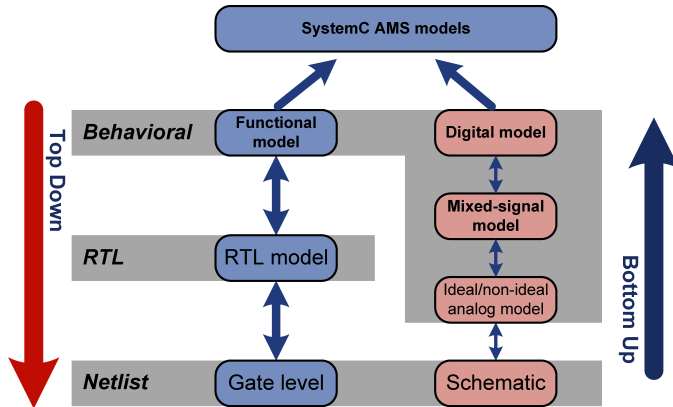 SystemC AMS models
Top Down
Behavioral
Functional
model
Digital model
Mixed-signal
model
RTL
RTL model
Ideal/non-ideal
analog model
Netlist
Gate level
Schematic
Bottom Up